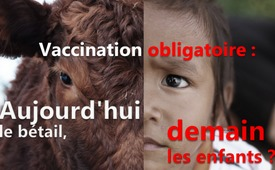 Vaccination obligatoire :
Aujourd'hui
le bétail,
demain
les enfants ?